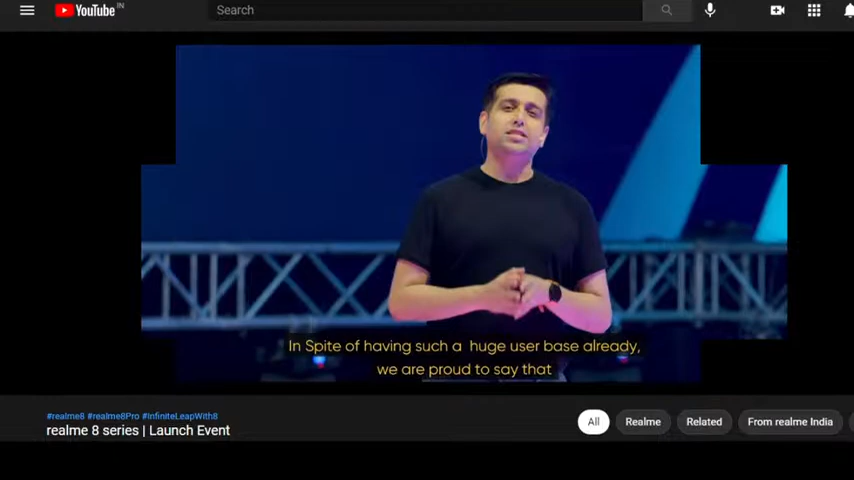 YouTube IN
Search
In Spite of having such a huge user base already,
we are proud to say that
#realme8 #realme8Pro #InfiniteLeapWith8
realme 8 series | Launch Event
All
Realme
Related
From realme India